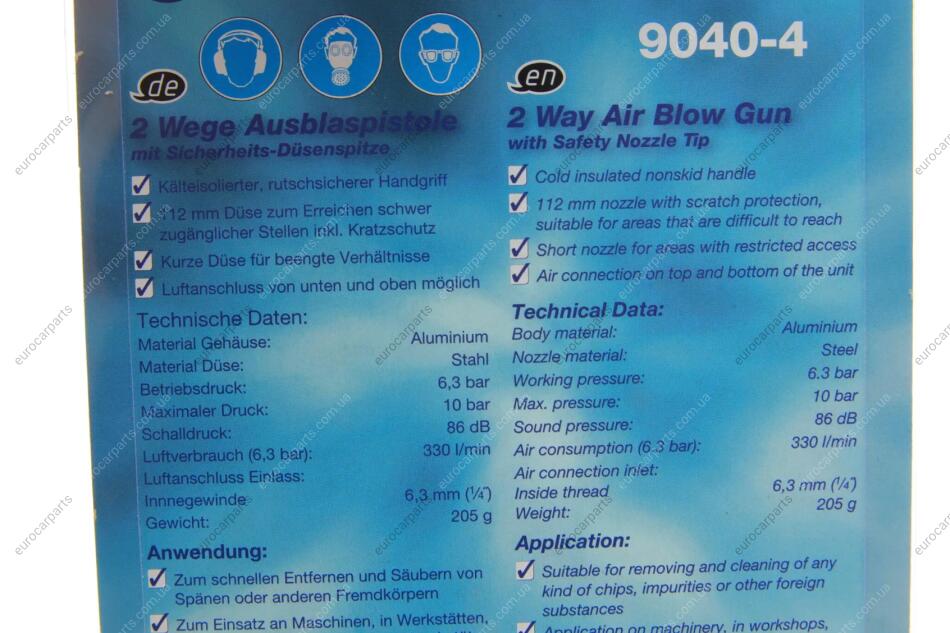 9040-4
de
2 Wege Ausblaspistole
mit Sicherheits-Düsenspitze
Kälteisolierter, rutschsicherer Handgriff
112 mm Düse zum Erreichen schwer
zugänglicher Stellen inkl. Kratzschutz
Kurze Düse für beengte Verhältnisse
Luftanschluss von unten und oben möglich
Technische Daten:
Material Gehäuse: Aluminium
Material Düse: Stahl
Betriebsdruck: 6,3 bar
Maximaler Druck: 10 bar
Schalldruck: 86 dB
Luftverbrauch (6,3 bar): 330 l/min
Luftanschluss Einlass:
Innnegewinde 6,3 mm (1/4")
Gewicht: 205 g
Anwendung:
Zum schnellen Entfernen und Säubern von
Spänen oder anderen Fremdkörpern
Zum Einsatz an Maschinen, in Werkstätten,
en
2 Way Air Blow Gun
with Safety Nozzle Tip
Cold insulated nonskid handle
112 mm nozzle with scratch protection,
suitable for areas that are difficult to reach
Short nozzle for areas with restricted access
Air connection on top and bottom of the unit
Technical Data:
Body material: Aluminium
Nozzle material: Steel
Working pressure: 6.3 bar
Max. pressure: 10 bar
Sound pressure: 86 dB
Air consumption (6.3 bar): 330 l/min
Air connection inlet:
Inside thread 6,3 mm (1/4")
Weight: 205 g
Application:
Suitable for removing and cleaning of any
kind of chips, impurities or other foreign
substances
Application on machinery, in workshops,
eurocarparts.com.ua